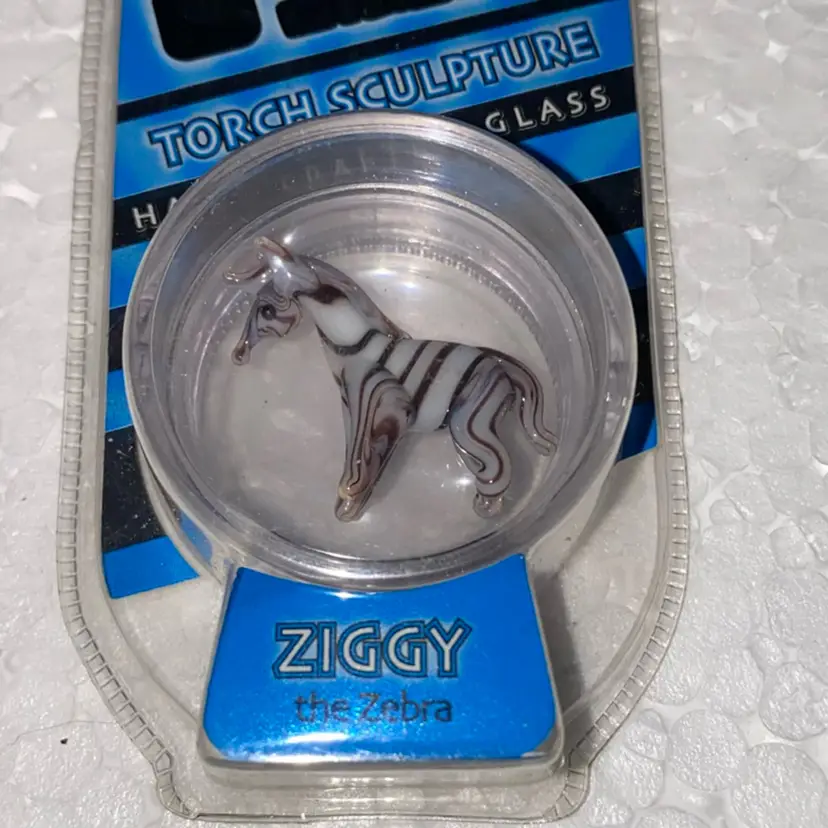 TORCH SCULPTURE
GLASS
ZIGGY
the Zebra